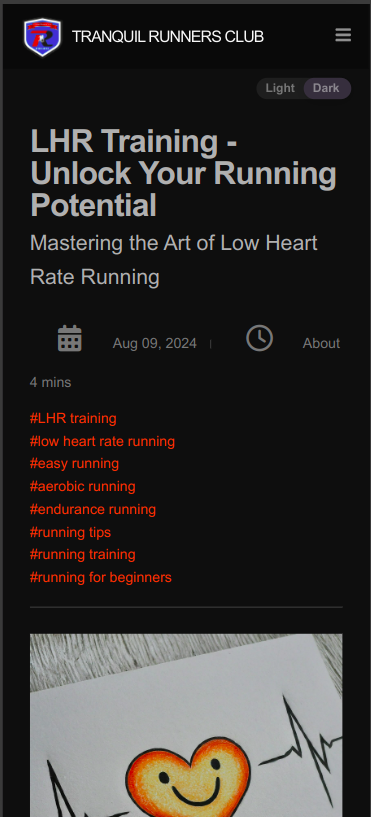 TRANQUIL RUNNERS CLUB
Light Dark
LHR Training -
Unlock Your Running
Potential
Mastering the Art of Low Heart
Rate Running
Aug 09, 2024 | About
4 mins
#LHR training
#low heart rate running
#easy running
#aerobic running
#endurance running
#running tips
#running training
#running for beginners